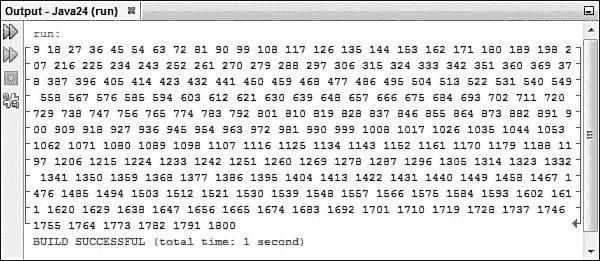 Output - Java24 (run)
run:
9 18 27 36 45 54 63 72 81 90 99 108 117 126 135 144 153 162 171 180 189 198 2
07 216 225 234 243 252 261 270 279 288 297 306 315 324 333 342 351 360 369 37
8 387 396 405 414 423 432 441 450 459 468 477 486 495 504 513 522 531 540 549
558 567 576 585 594 603 612 621 630 639 648 657 666 675 684 693 702 711 720
729 738 747 756 765 774 783 792 801 810 819 828 837 846 855 864 873 882 891 9
00 909 918 927 936 945 954 963 972 981 990 999 1008 1017 1026 1035 1044 1053
1062 1071 1080 1089 1098 1107 1116 1125 1134 1143 1152 1161 1170 1179 1188 11
97 1206 1215 1224 1233 1242 1251 1260 1269 1278 1287 1296 1305 1314 1323 1332
1341 1350 1359 1368 1377 1386 1395 1404 1413 1422 1431 1440 1449 1458 1467 1
476 1485 1494 1503 1512 1521 1530 1539 1548 1557 1566 1575 1584 1593 1602 161
1 1620 1629 1638 1647 1656 1665 1674 1683 1692 1701 1710 1719 1728 1737 1746
1755 1764 1773 1782 1791 1800
BUILD SUCCESSFUL (total time: 1 second)